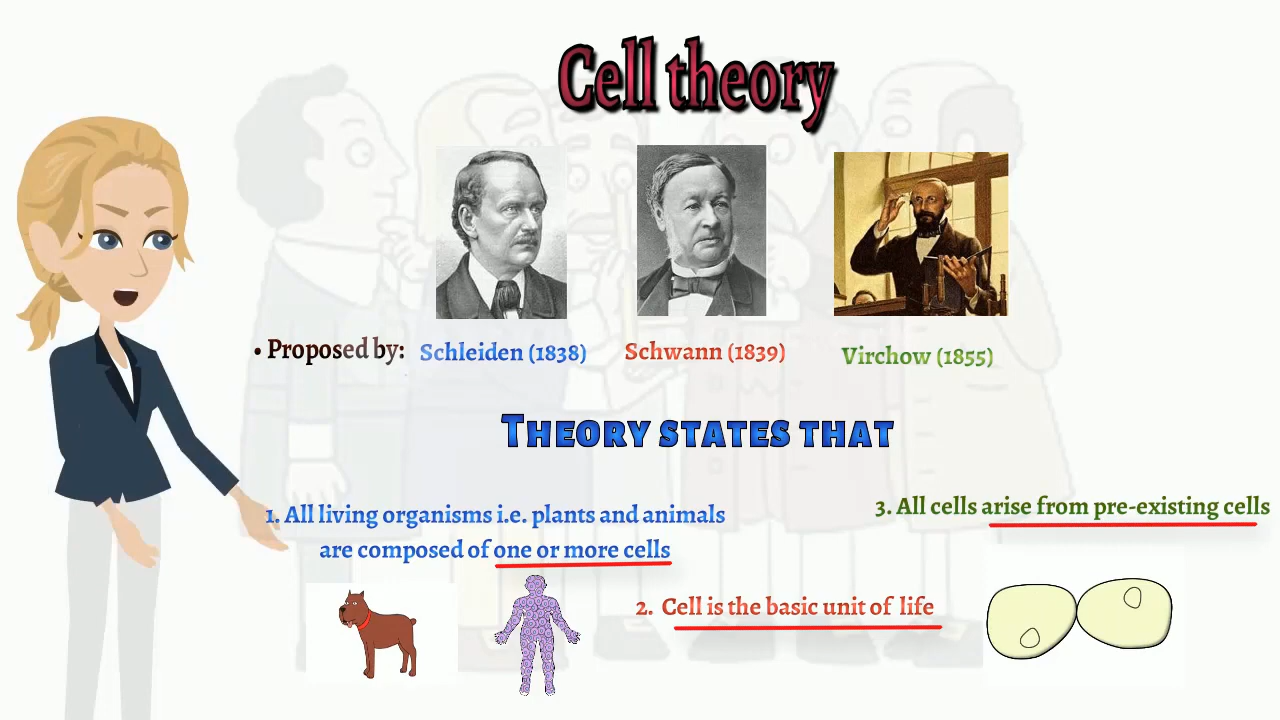 Cell theory
• Proposed by: Schleiden (1838) Schwann (1839) Virchow (1855)
Theory states that
1. All living organisms i.e. plants and animals
are composed of one or more cells
2. Cell is the basic unit of life
3. All cells arise from pre-existing cells